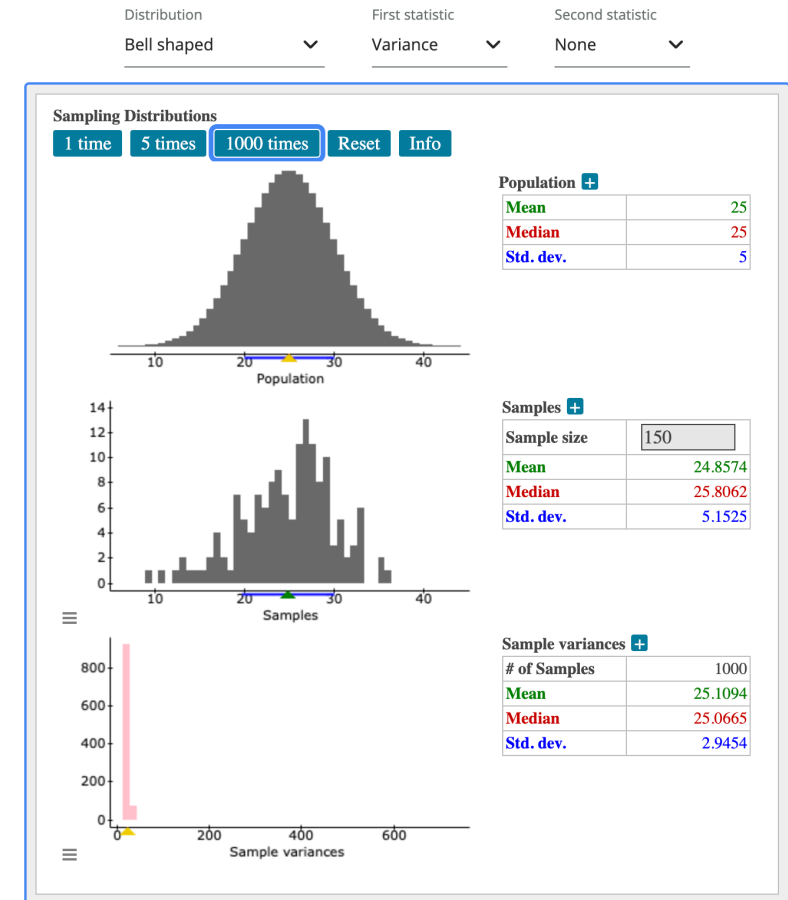 Distribution First statistic Second statistic
Bell shaped Variance None
Sampling Distributions
1 time 5 times 1000 times Reset Info
Population +
Mean 25
Median 25
Std. dev. 5
10 20 30 40
Population
Samples +
Sample size 150
Mean 24.8574
Median 25.8062
Std. dev. 5.1525
14
12
10
8
6
4
2
0
10 20 30 40
Samples
Sample variances +
# of Samples 1000
Mean 25.1094
Median 25.0665
Std. dev. 2.9454
800
600
400
200
0
0 200 400 600
Sample variances